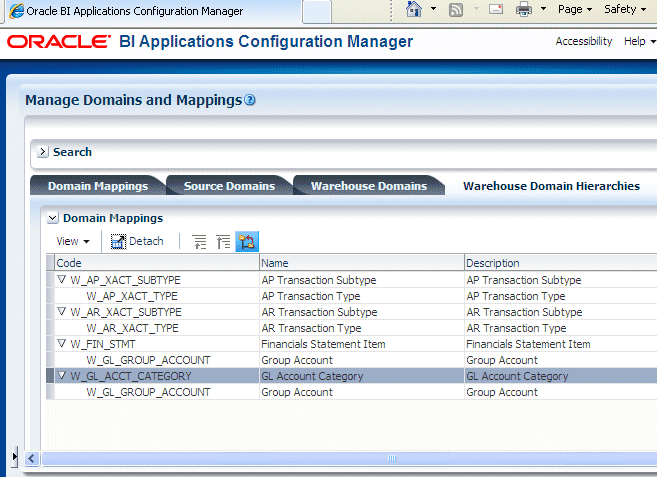 Oracle BI Applications Configuration Manager
Page Safety
ORACLE BI Applications Configuration Manager
Accessibility Help
Manage Domains and Mappings
Search
Domain Mappings Source Domains Warehouse Domains Warehouse Domain Hierarchies
Domain Mappings
View Detach
Code Name Description
W_AP_XACT_SUBTYPE AP Transaction Subtype AP Transaction Subtype
W_AP_XACT_TYPE AP Transaction Type AP Transaction Type
W_AR_XACT_SUBTYPE AR Transaction Subtype AR Transaction Subtype
W_AR_XACT_TYPE AR Transaction Type AR Transaction Type
W_FIN_STMT Financials Statement Item Financials Statement Item
W_GL_GROUP_ACCOUNT Group Account Group Account
W_GL_ACCT_CATEGORY GL Account Category GL Account Category
W_GL_GROUP_ACCOUNT Group Account Group Account